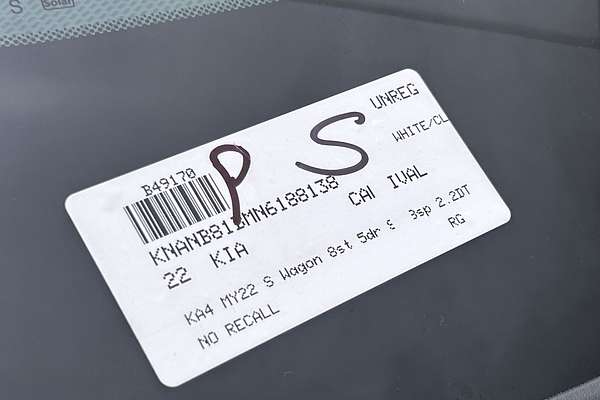 S Solar
UNREG
P S
WHITE/CL
B49170
KNANB81 MN6188138
22 KIA CA IVAL
KA4 MY22 S Wagon 8st 5dr 8sp 2.2DT
NO RECALL RG